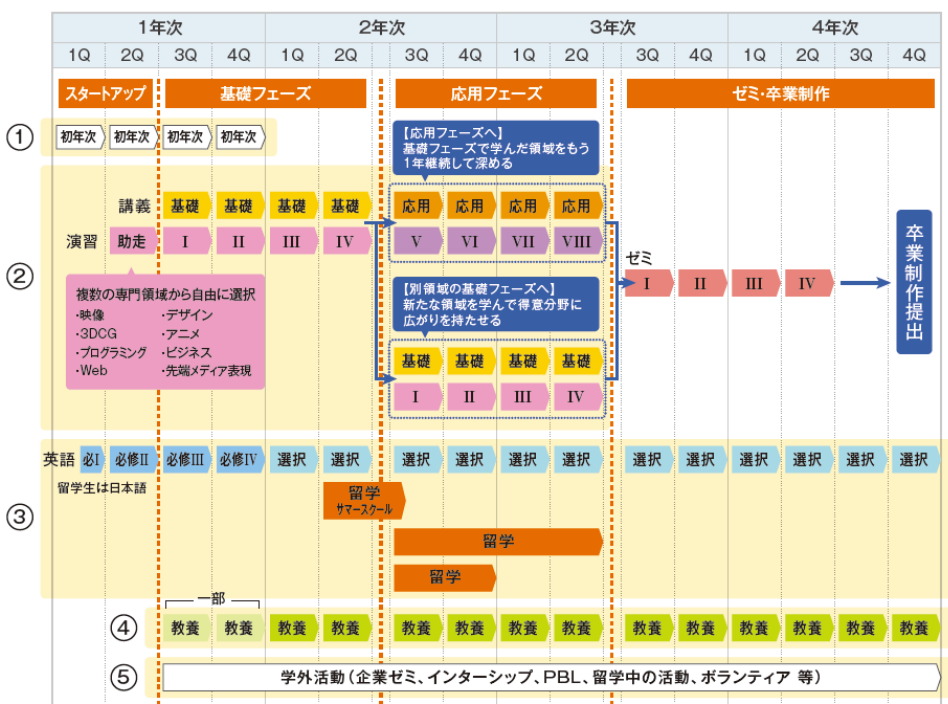 1年次 2年次 3年次 4年次
1Q 2Q 3Q 4Q 1Q 2Q 3Q 4Q 1Q 2Q 3Q 4Q 1Q 2Q 3Q 4Q
スタートアップ 基礎フェーズ 応用フェーズ ゼミ・卒業制作
① 初年次 初年次 初年次 初年次
【応用フェーズへ】
基礎フェーズで学んだ領域をもう
1年継続して深める
②
講義 基礎 基礎 基礎 基礎 応用 応用 応用 応用
演習 助走 I II III IV V VI VII VIII
複数の専門領域から自由に選択
・映像 ・デザイン
・3DCG ・アニメ
・プログラミング ・ビジネス
・Web ・先端メディア表現
【別領域の基礎フェーズへ】
新たな領域を学んで得意分野に
広がりを持たせる
基礎 基礎 基礎 基礎
I II III IV
ゼミ
I II III IV
卒業制作提出
③
英語 必I 必修II 必修III 必修IV 選択 選択 選択 選択 選択 選択 選択 選択 選択 選択 選択 選択
留学生は日本語
留学
サマースクール
留学
留学
一部
④ 教養 教養 教養 教養 教養 教養 教養 教養 教養 教養 教養 教養 教養 教養
⑤ 学外活動(企業ゼミ、インターシップ、PBL、留学中の活動、ボランティア 等)